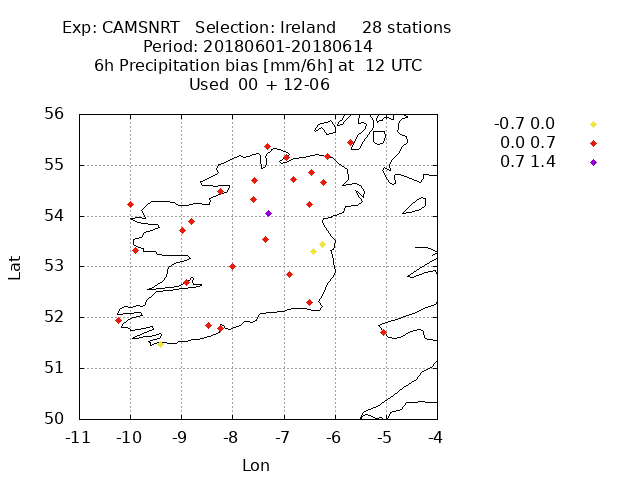 Exp: CAMSNRT   Selection: Ireland     28 stations
Period: 20180601-20180614
6h Precipitation bias [mm/6h] at  12 UTC
Used  00 + 12-06
-0.7 0.0
0.0 0.7
0.7 1.4
56
55
54
53
52
51
50
Lat
-11 -10 -9 -8 -7 -6 -5 -4
Lon